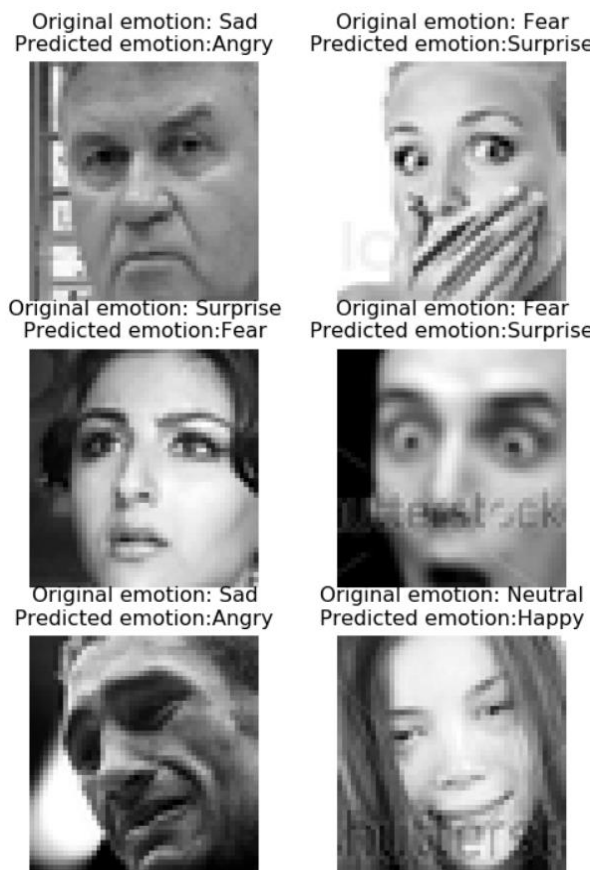 Original emotion: Sad
Predicted emotion:Angry
Original emotion: Fear
Predicted emotion:Surprise
Original emotion: Surprise
Predicted emotion:Fear
Original emotion: Fear
Predicted emotion:Surprise
Original emotion: Sad
Predicted emotion:Angry
Original emotion: Neutral
Predicted emotion:Happy